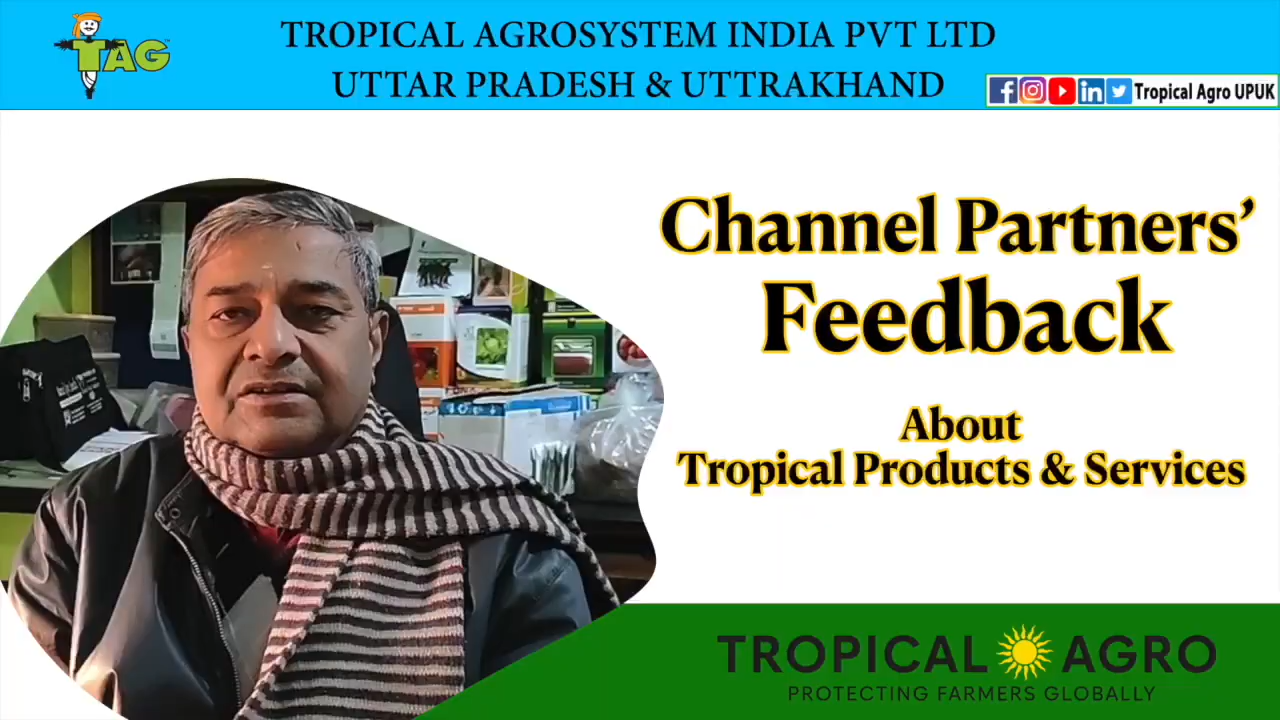 TAG
TROPICAL AGROSYSTEM INDIA PVT LTD
UTTAR PRADESH & UTTRAKHAND
Tropical Agro UPUK
Channel Partners’
Feedback
About
Tropical Products & Services
TROPICAL AGRO
PROTECTING FARMERS GLOBALLY